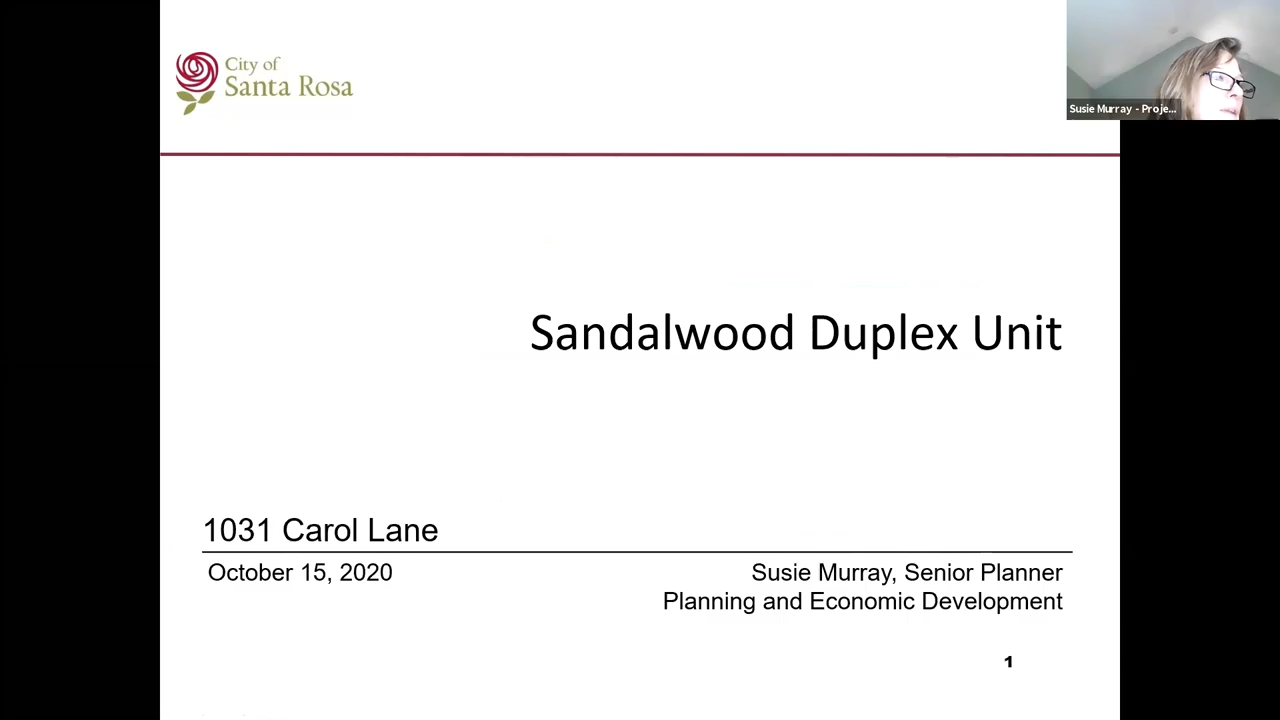 City of
Santa Rosa
Susie Murray - Proje...
Sandalwood Duplex Unit
1031 Carol Lane
October 15, 2020
Susie Murray, Senior Planner
Planning and Economic Development
1